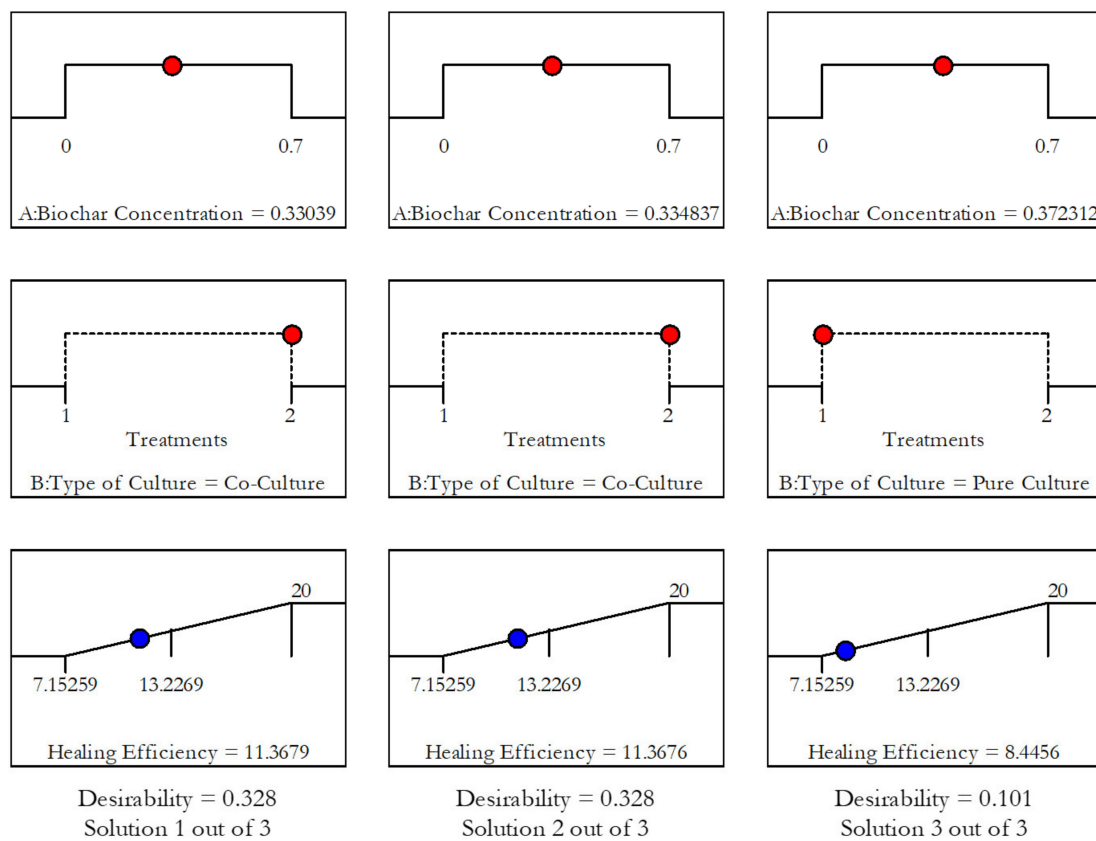 0 0.7
A:Biochar Concentration = 0.33039
0 0.7
A:Biochar Concentration = 0.334837
0 0.7
A:Biochar Concentration = 0.372312
1 2
Treatments
B:Type of Culture = Co-Culture
1 2
Treatments
B:Type of Culture = Co-Culture
1 2
Treatments
B:Type of Culture = Pure Culture
20
7.15259 13.2269
Healing Efficiency = 11.3679
20
7.15259 13.2269
Healing Efficiency = 11.3676
20
7.15259 13.2269
Healing Efficiency = 8.4456
Desirability = 0.328
Solution 1 out of 3
Desirability = 0.328
Solution 2 out of 3
Desirability = 0.101
Solution 3 out of 3